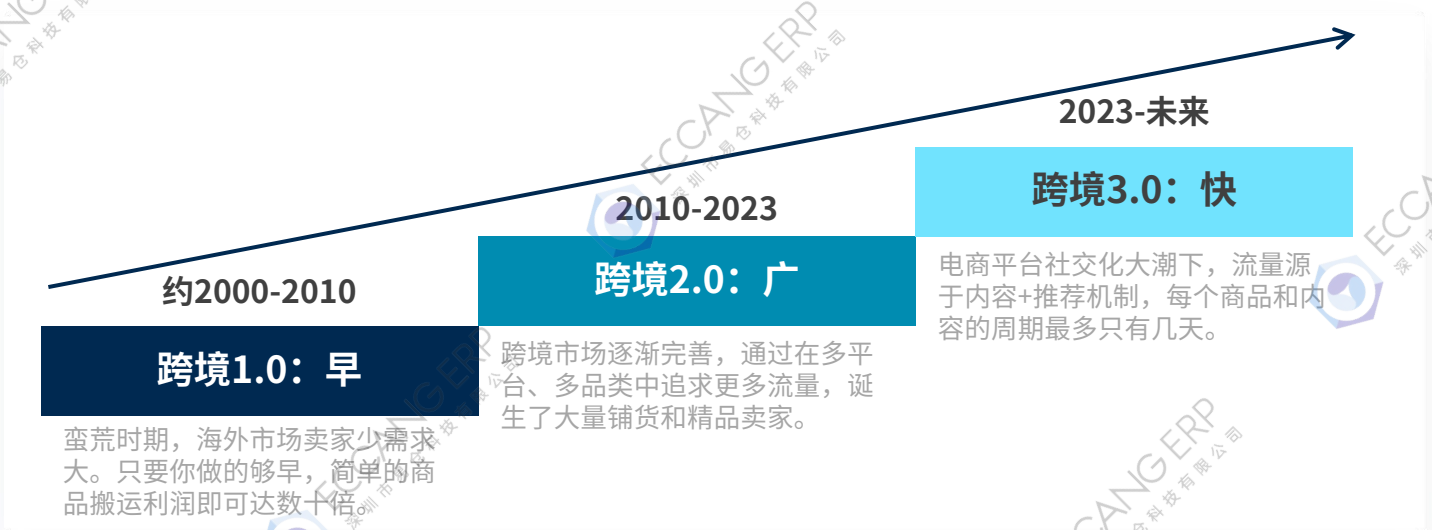 约2000-2010
跨境1.0：早
蛮荒时期，海外市场卖家少需求
大。只要你做的够早，简单的商
品搬运利润即可达数十倍。
2010-2023
跨境2.0：广
跨境市场逐渐完善，通过在多平
台、多品类中追求更多流量，诞
生了大量铺货和精品卖家。
2023-未来
跨境3.0：快
电商平台社交化大潮下，流量源
于内容+推荐机制，每个商品和内
容的周期最多只有几天。
ECCANG ERP
深圳市易仓科技有限公司